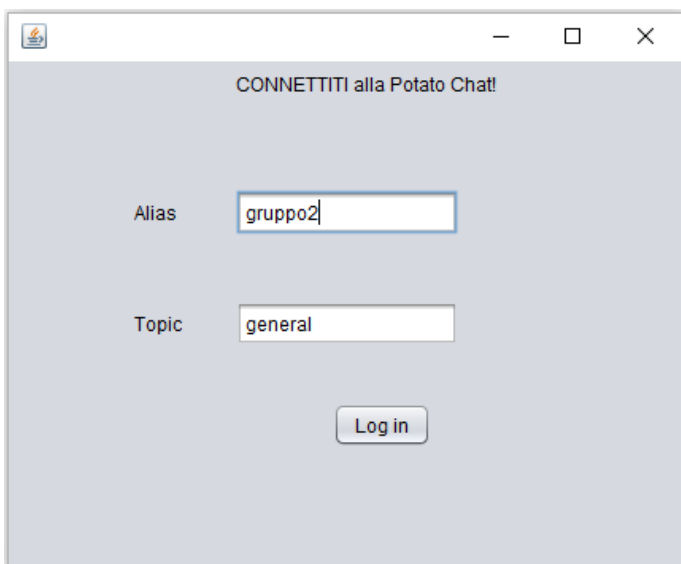 CONNETTITI alla Potato Chat!
Alias gruppo2
Topic general
Log in